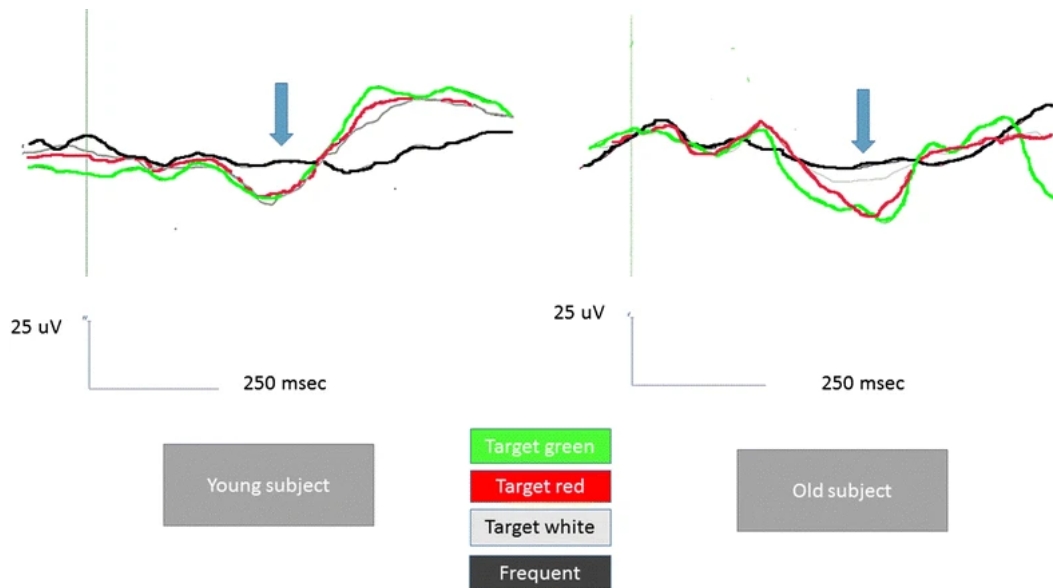 25 uV
250 msec
25 uV
250 msec
Young subject
Target green
Target red
Target white
Frequent
Old subject